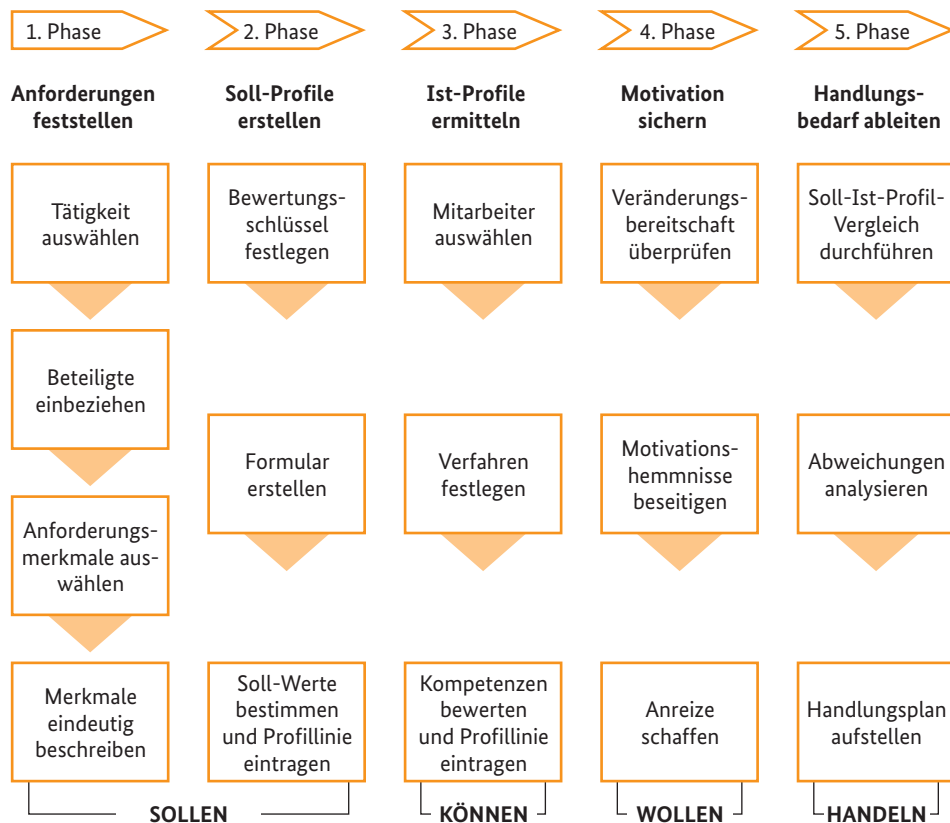 1. Phase
2. Phase
3. Phase
4. Phase
5. Phase
Anforderungen
feststellen
Soll-Profile
erstellen
Ist-Profile
ermitteln
Motivation
sichern
Handlungs-
bedarf ableiten
Tätigkeit
auswählen
Bewertungs-
schlüssel
festlegen
Mitarbeiter
auswählen
Veränderungs-
bereitschaft
überprüfen
Soll-Ist-Profil-
Vergleich
durchführen
Beteiligte
einbeziehen
Formular
erstellen
Verfahren
festlegen
Motivations-
hemmnisse
beseitigen
Abweichungen
analysieren
Anforderungs-
merkmale aus-
wählen
Merkmale
eindeutig
beschreiben
Soll-Werte
bestimmen
und Profillinie
eintragen
Kompetenzen
bewerten
und Profillinie
eintragen
Anreize
schaffen
Handlungsplan
aufstellen
SOLLEN
KÖNNEN
WOLLEN
HANDELN